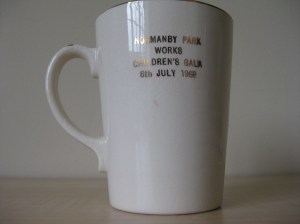 NORMANBY PARK
WORKS
CHILDREN'S GALA
6th JULY 1968